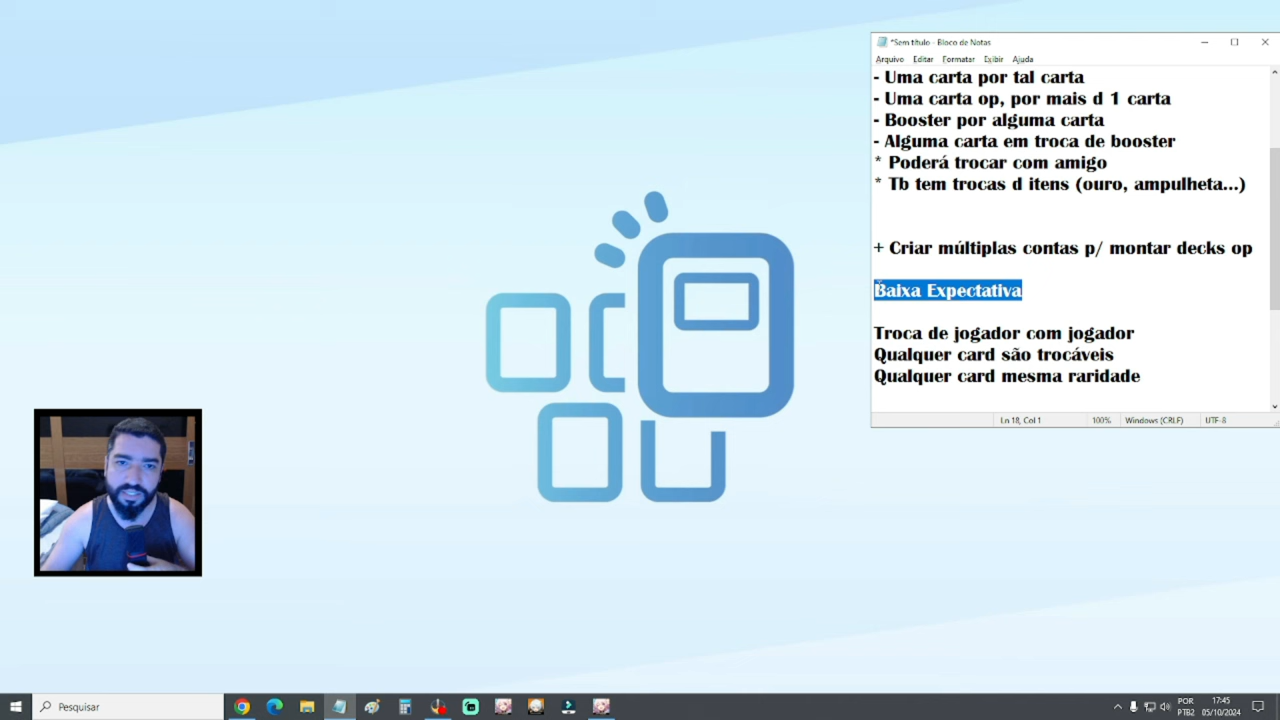 *Sem título - Bloco de Notas
Arquivo Editar Formatar Exibir Ajuda
- Uma carta por tal carta
- Uma carta op, por mais d 1 carta
- Booster por alguma carta
- Alguma carta em troca de booster
* Poderá trocar com amigo
* Tb tem trocas d itens (ouro, ampulheta...)
+ Criar múltiplas contas p/ montar decks op
Baixa Expectativa
Troca de jogador com jogador
Qualquer card são trocáveis
Qualquer card mesma raridade
Ln 18, Col 1 100% Windows (CRLF) UTF-8
Pesquisar
POR 17:45
PTB2 05/10/2024